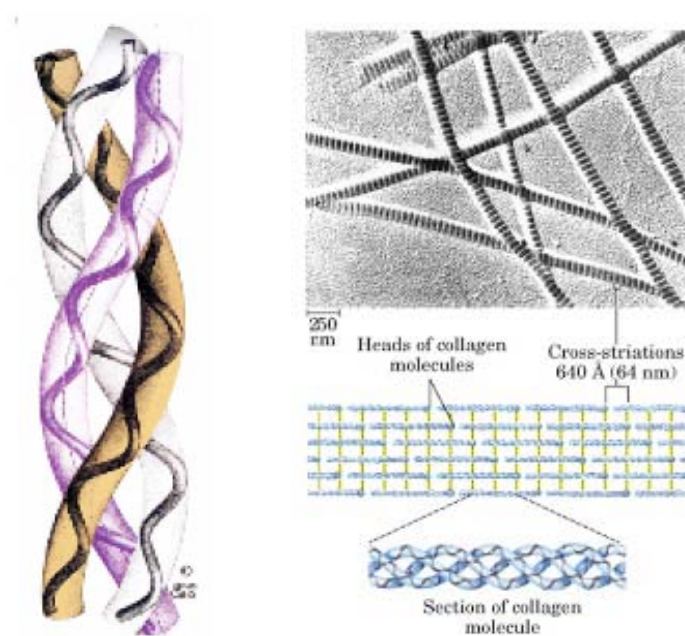 250
nm
Heads of collagen
molecules
Cross-striations
640 Å (64 nm)
Section of collagen
molecule